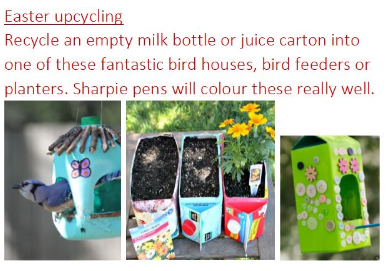 Easter upcycling
Recycle an empty milk bottle or juice carton into
one of these fantastic bird houses, bird feeders or
planters. Sharpie pens will colour these really well.